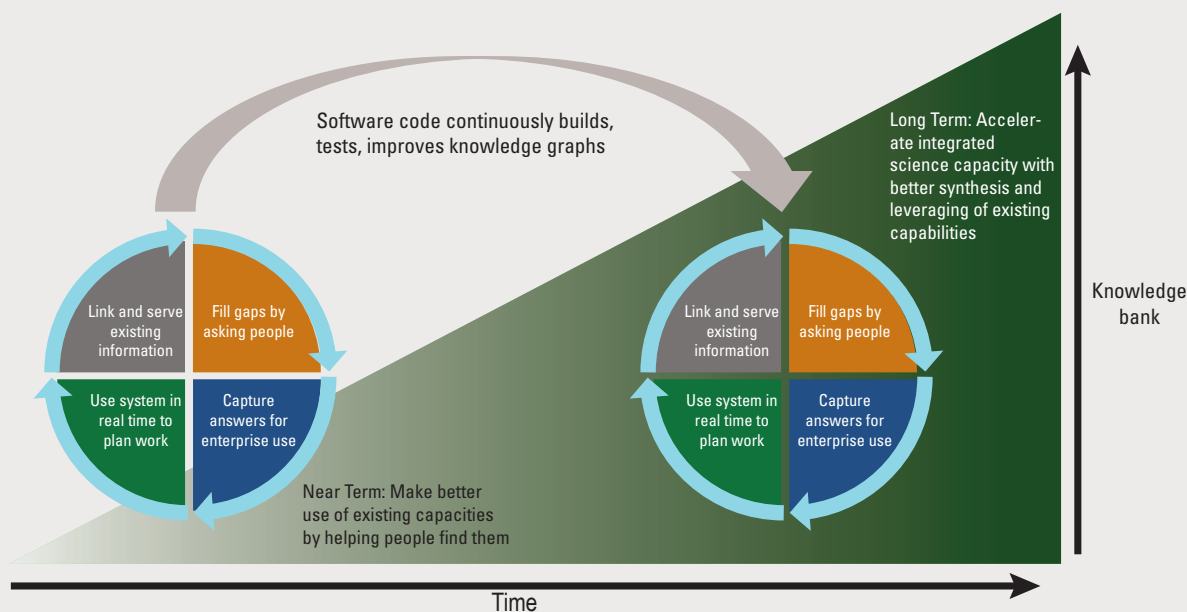 Software code continuously builds,
tests, improves knowledge graphs
Long Term: Acceler-
ate integrated
science capacity with
better synthesis and
leveraging of existing
capabilities
Knowledge
bank
Link and serve
existing
information
Fill gaps by
asking people
Use system in
real time to
plan work
Capture
answers for
enterprise use
Link and serve
existing
information
Fill gaps by
asking people
Use system in
real time to
plan work
Capture
answers for
enterprise use
Near Term: Make better
use of existing capacities
by helping people find them
Time